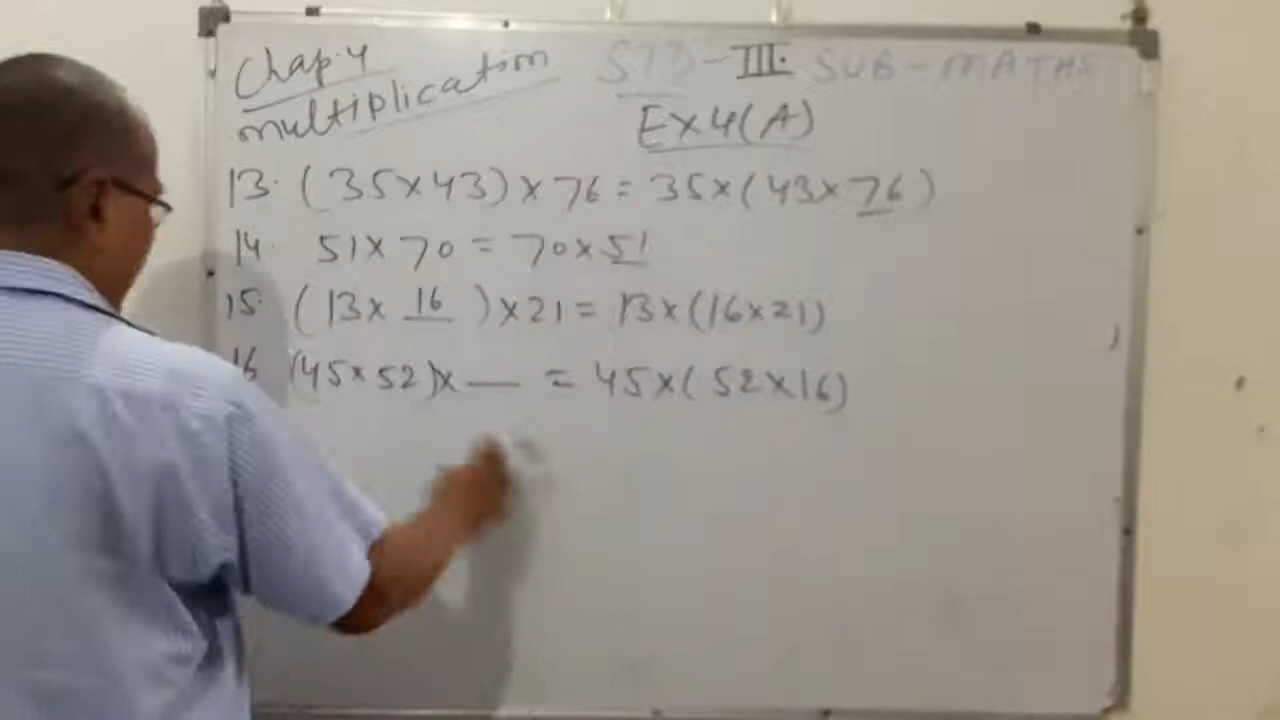 Chap.4 STD-III. SUB-MATHS
multiplication
Ex4(A)
13. (35×43)×76=35×(43×76)
14 51×70=70×51
15. (13×16)×21=13×(16×21)
16 (45×52)×__=45×(52×16)